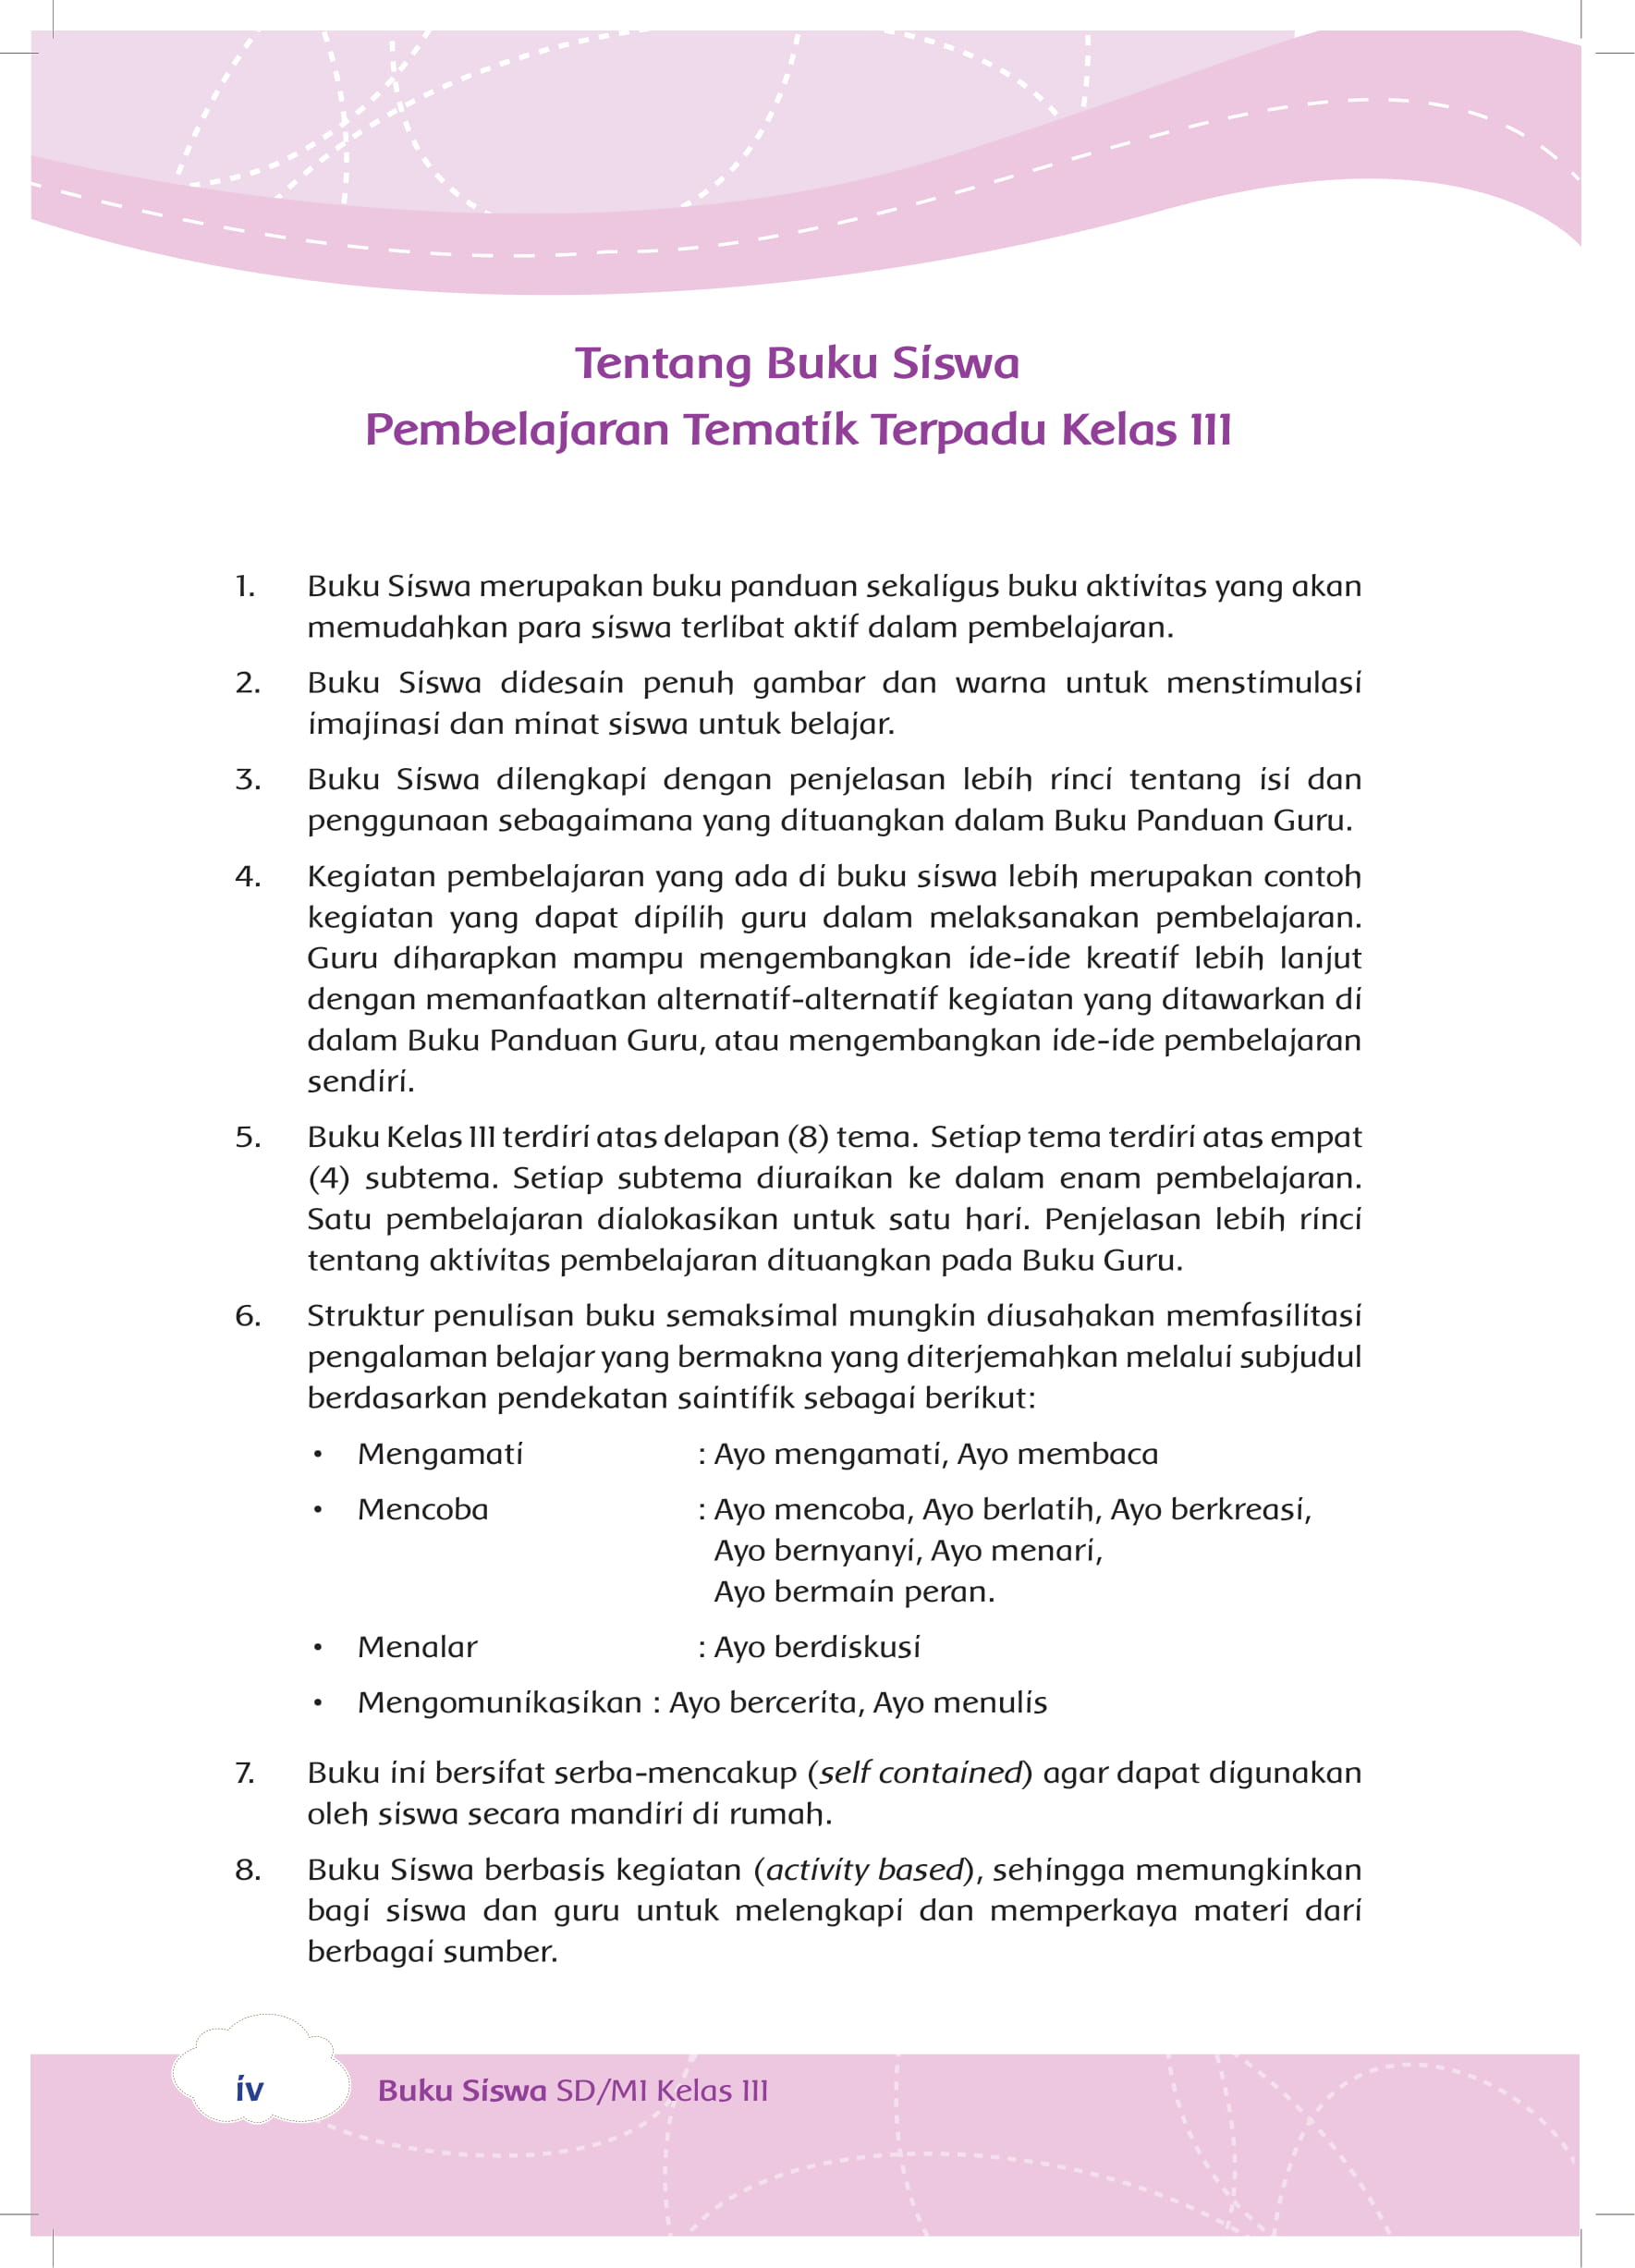 Tentang Buku Siswa
Pembelajaran Tematik Terpadu Kelas III
1. Buku Siswa merupakan buku panduan sekaligus buku aktivitas yang akan
memudahkan para siswa terlibat aktif dalam pembelajaran.
2. Buku Siswa didesain penuh gambar dan warna untuk menstimulasi
imajinasi dan minat siswa untuk belajar.
3. Buku Siswa dilengkapi dengan penjelasan lebih rinci tentang isi dan
penggunaan sebagaimana yang dituangkan dalam Buku Panduan Guru.
4. Kegiatan pembelajaran yang ada di buku siswa lebih merupakan contoh
kegiatan yang dapat dipilih guru dalam melaksanakan pembelajaran.
Guru diharapkan mampu mengembangkan ide-ide kreatif lebih lanjut
dengan memanfaatkan alternatif-alternatif kegiatan yang ditawarkan di
dalam Buku Panduan Guru, atau mengembangkan ide-ide pembelajaran
sendiri.
5. Buku Kelas III terdiri atas delapan (8) tema. Setiap tema terdiri atas empat
(4) subtema. Setiap subtema diuraikan ke dalam enam pembelajaran.
Satu pembelajaran dialokasikan untuk satu hari. Penjelasan lebih rinci
tentang aktivitas pembelajaran dituangkan pada Buku Guru.
6. Struktur penulisan buku semaksimal mungkin diusahakan memfasilitasi
pengalaman belajar yang bermakna yang diterjemahkan melalui subjudul
berdasarkan pendekatan saintifik sebagai berikut:
• Mengamati : Ayo mengamati, Ayo membaca
• Mencoba : Ayo mencoba, Ayo berlatih, Ayo berkreasi,
Ayo bernyanyi, Ayo menari,
Ayo bermain peran.
• Menalar : Ayo berdiskusi
• Mengomunikasikan : Ayo bercerita, Ayo menulis
7. Buku ini bersifat serba-mencakup (self contained) agar dapat digunakan
oleh siswa secara mandiri di rumah.
8. Buku Siswa berbasis kegiatan (activity based), sehingga memungkinkan
bagi siswa dan guru untuk melengkapi dan memperkaya materi dari
berbagai sumber.
iv Buku Siswa SD/MI Kelas III